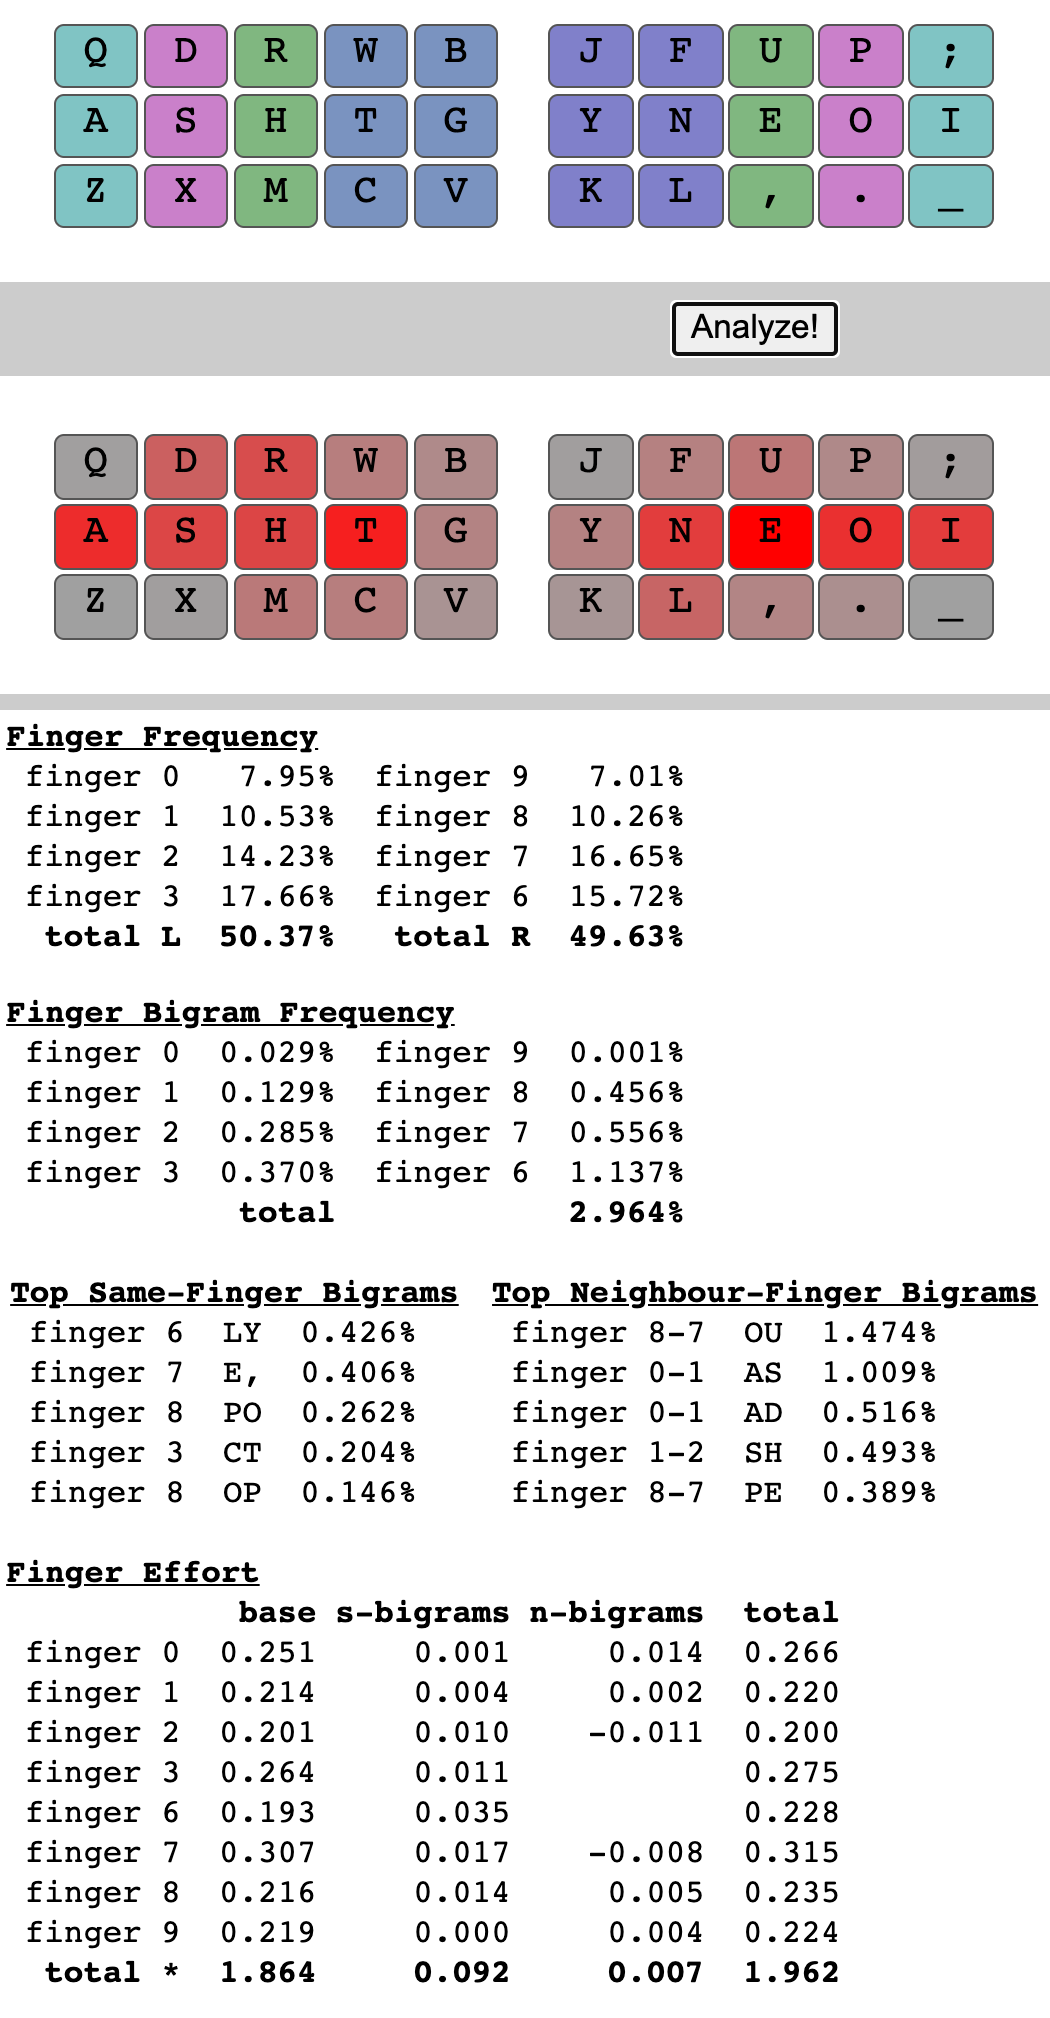 Q D R W B J F U P ;
A S H T G Y N E O I
Z X M C V K L , . _
Analyze!
Q D R W B J F U P ;
A S H T G Y N E O I
Z X M C V K L , . _
Finger Frequency
finger 0 7.95% finger 9 7.01%
finger 1 10.53% finger 8 10.26%
finger 2 14.23% finger 7 16.65%
finger 3 17.66% finger 6 15.72%
total L 50.37% total R 49.63%
Finger Bigram Frequency
finger 0 0.029% finger 9 0.001%
finger 1 0.129% finger 8 0.456%
finger 2 0.285% finger 7 0.556%
finger 3 0.370% finger 6 1.137%
total 2.964%
Top Same-Finger Bigrams Top Neighbour-Finger Bigrams
finger 6 LY 0.426% finger 8-7 OU 1.474%
finger 7 E, 0.406% finger 0-1 AS 1.009%
finger 8 PO 0.262% finger 0-1 AD 0.516%
finger 3 CT 0.204% finger 1-2 SH 0.493%
finger 8 OP 0.146% finger 8-7 PE 0.389%
Finger Effort
base s-bigrams n-bigrams total
finger 0 0.251 0.001 0.014 0.266
finger 1 0.214 0.004 0.002 0.220
finger 2 0.201 0.010 -0.011 0.200
finger 3 0.264 0.011 0.275
finger 6 0.193 0.035 0.228
finger 7 0.307 0.017 -0.008 0.315
finger 8 0.216 0.014 0.005 0.235
finger 9 0.219 0.000 0.004 0.224
total * 1.864 0.092 0.007 1.962